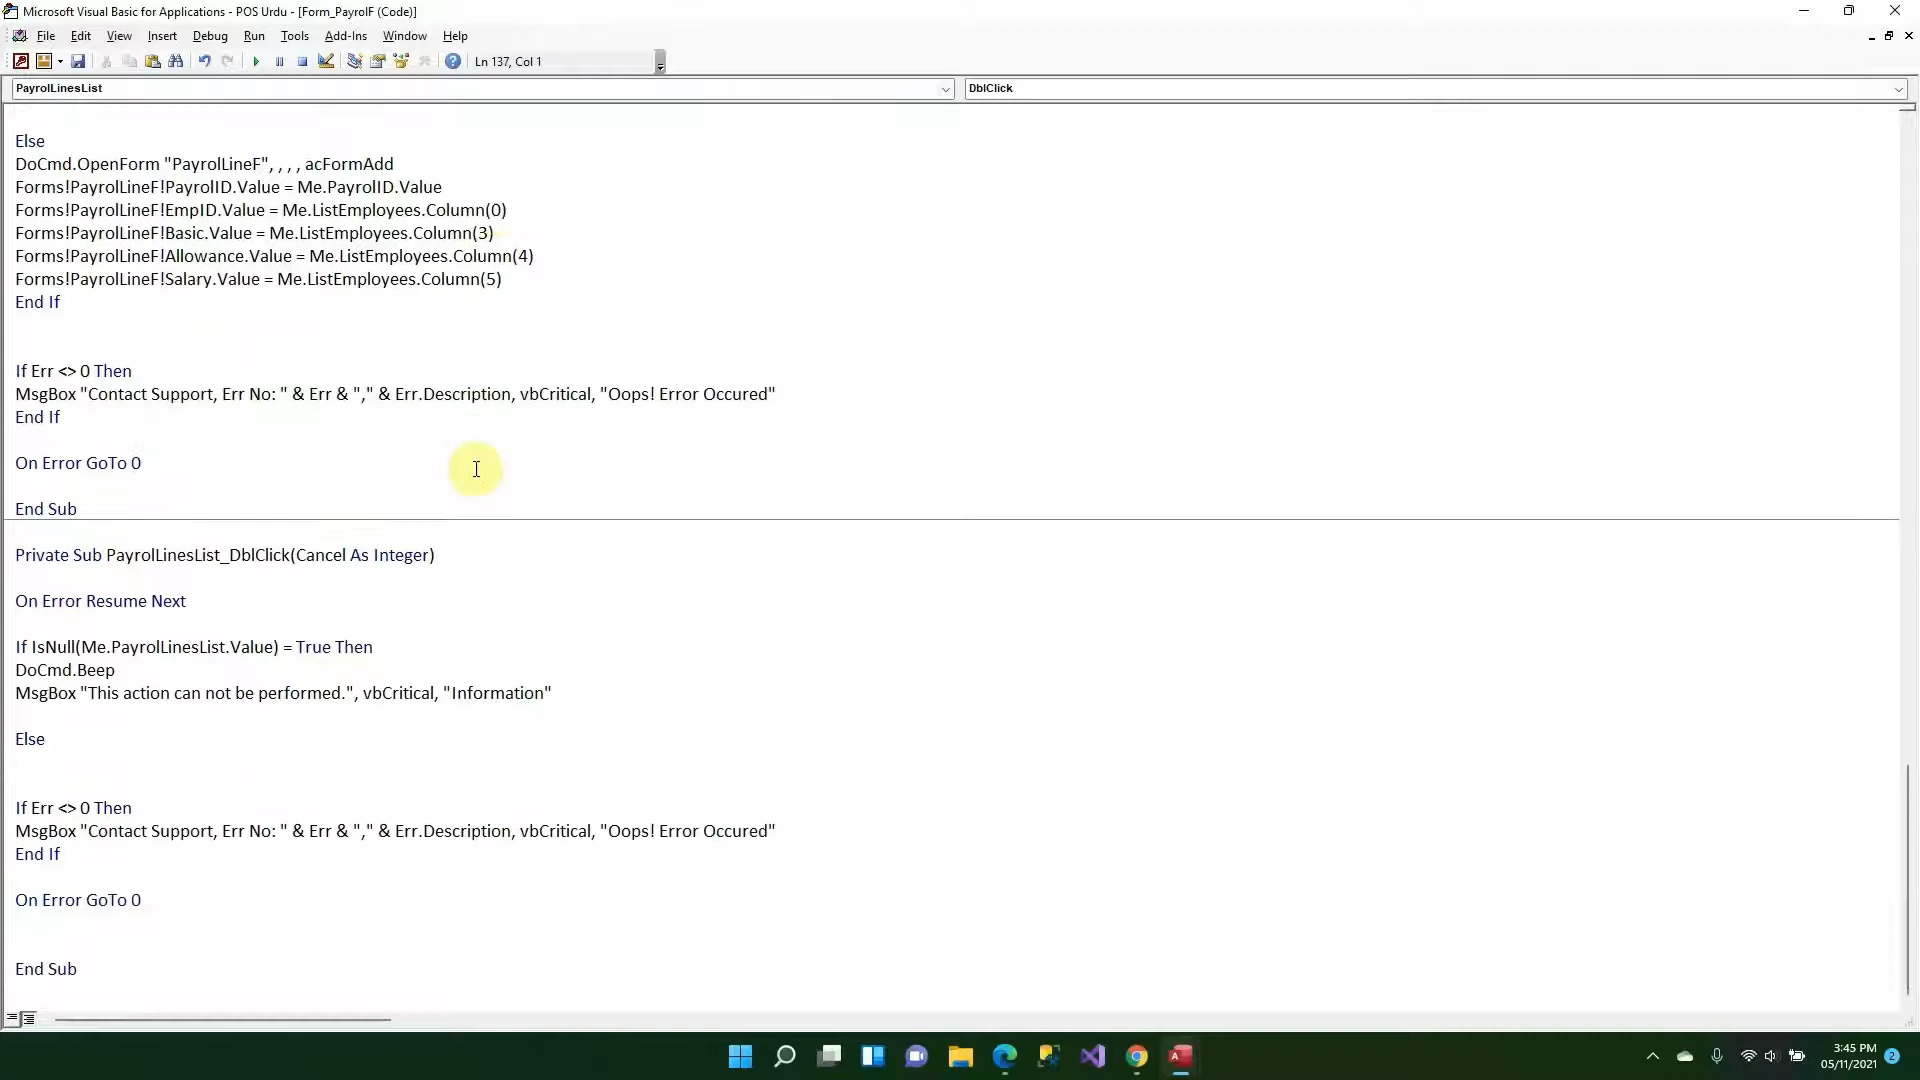 Microsoft Visual Basic for Applications - POS Urdu - [Form_PayrolF (Code)]
File Edit View Insert Debug Run Tools Add-Ins Window Help
Ln 137, Col 1
PayrolLinesList
DblClick
Else
DoCmd.OpenForm "PayrolLineF", , , , acFormAdd
Forms!PayrolLineF!PayrolID.Value = Me.PayrolID.Value
Forms!PayrolLineF!EmpID.Value = Me.ListEmployees.Column(0)
Forms!PayrolLineF!Basic.Value = Me.ListEmployees.Column(3)
Forms!PayrolLineF!Allowance.Value = Me.ListEmployees.Column(4)
Forms!PayrolLineF!Salary.Value = Me.ListEmployees.Column(5)
End If
If Err <> 0 Then
MsgBox "Contact Support, Err No: " & Err & "," & Err.Description, vbCritical, "Oops! Error Occured"
End If
On Error GoTo 0
End Sub
Private Sub PayrolLinesList_DblClick(Cancel As Integer)
On Error Resume Next
If IsNull(Me.PayrolLinesList.Value) = True Then
DoCmd.Beep
MsgBox "This action can not be performed.", vbCritical, "Information"
Else
If Err <> 0 Then
MsgBox "Contact Support, Err No: " & Err & "," & Err.Description, vbCritical, "Oops! Error Occured"
End If
On Error GoTo 0
End Sub
3:45 PM
05/11/2021
2